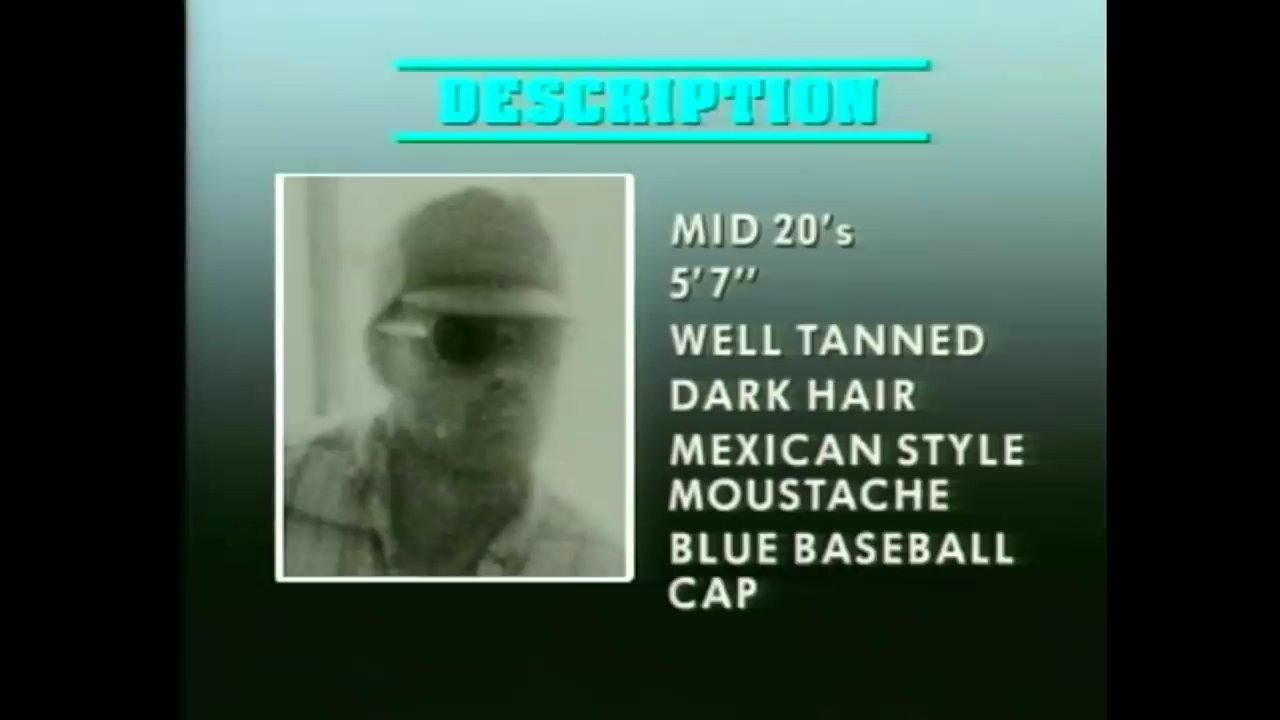 DESCRIPTION
MID 20's
5'7"
WELL TANNED
DARK HAIR
MEXICAN STYLE
MOUSTACHE
BLUE BASEBALL
CAP